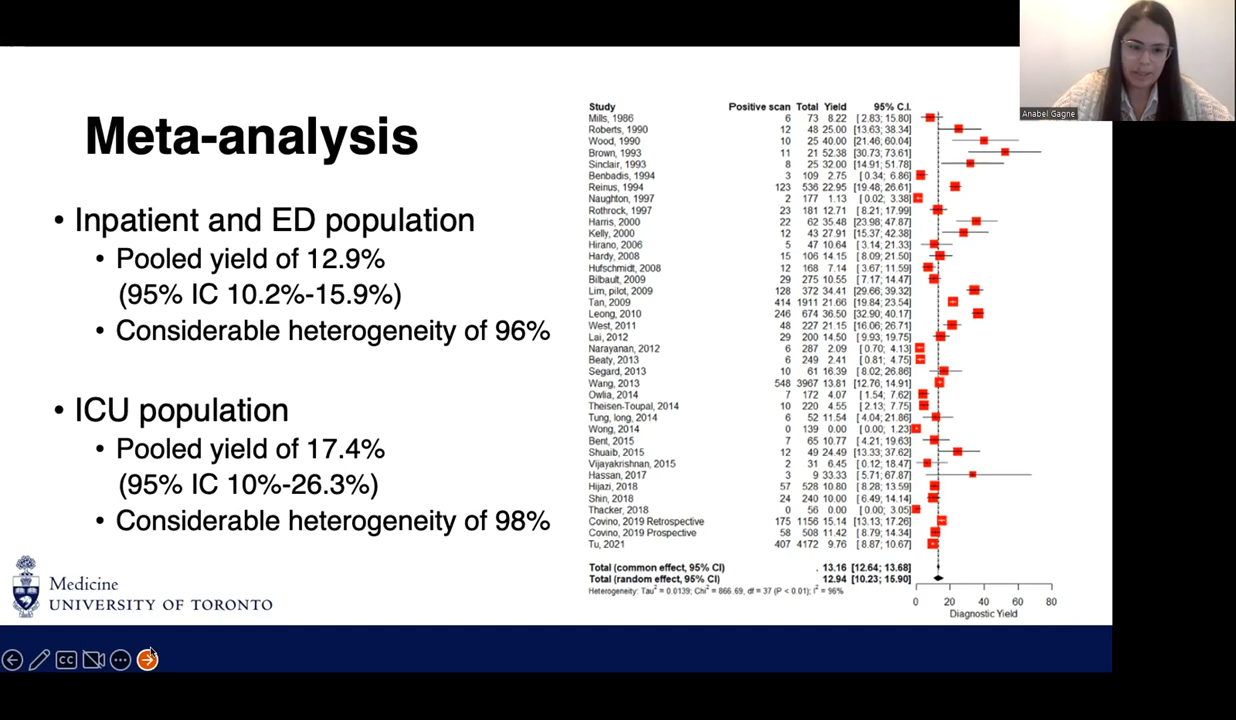 Anabel Gagne
Meta-analysis
• Inpatient and ED population
• Pooled yield of 12.9%
(95% IC 10.2%-15.9%)
• Considerable heterogeneity of 96%
• ICU population
• Pooled yield of 17.4%
(95% IC 10%-26.3%)
• Considerable heterogeneity of 98%
Medicine
UNIVERSITY OF TORONTO
CC
Study Positive scan Total Yield 95% C.I.
Mills, 1986 6 73 8.22 [ 2.83; 15.80]
Roberts, 1990 12 48 25.00 [13.63; 38.34]
Wood, 1990 10 25 40.00 [21.46; 60.04]
Brown, 1993 11 21 52.38 [30.73; 73.61]
Sinclair, 1993 8 25 32.00 [14.91; 51.78]
Benbadis, 1994 3 109 2.75 [ 0.34; 6.86]
Reinus, 1994 123 536 22.95 [19.48; 26.61]
Naughton, 1997 2 177 1.13 [ 0.02; 3.38]
Rothrock, 1997 23 181 12.71 [ 8.21; 17.99]
Harris, 2000 22 62 35.48 [23.98; 47.87]
Kelly, 2000 12 43 27.91 [15.37; 42.38]
Hirano, 2006 5 47 10.64 [ 3.14; 21.33]
Hardy, 2008 15 106 14.15 [ 8.09; 21.50]
Hufschmidt, 2008 12 168 7.14 [ 3.67; 11.59]
Bilbault, 2009 29 275 10.55 [ 7.17; 14.47]
Lim, pilot, 2009 128 372 34.41 [29.66; 39.32]
Tan, 2009 414 1911 21.66 [19.84; 23.54]
Leong, 2010 246 674 36.50 [32.90; 40.17]
West, 2011 48 227 21.15 [16.06; 26.71]
Lai, 2012 29 200 14.50 [ 9.93; 19.75]
Narayanan, 2012 6 287 2.09 [ 0.70; 4.13]
Beaty, 2013 6 249 2.41 [ 0.81; 4.75]
Segard, 2013 10 61 16.39 [ 8.02; 26.86]
Wang, 2013 548 3967 13.81 [12.76; 14.91]
Owlia, 2014 7 172 4.07 [ 1.54; 7.62]
Theisen-Toupal, 2014 10 220 4.55 [ 2.13; 7.75]
Tung, long, 2014 6 52 11.54 [ 4.04; 21.86]
Wong, 2014 0 139 0.00 [ 0.00; 1.23]
Bent, 2015 7 65 10.77 [ 4.21; 19.63]
Shuaib, 2015 12 49 24.49 [13.33; 37.62]
Vijayakrishnan, 2015 2 31 6.45 [ 0.12; 18.47]
Hassan, 2017 3 9 33.33 [ 5.71; 67.87]
Hijazi, 2018 57 528 10.80 [ 8.28; 13.59]
Shin, 2018 24 240 10.00 [ 6.49; 14.14]
Thacker, 2018 0 56 0.00 [ 0.00; 3.05]
Covino, 2019 Retrospective 175 1156 15.14 [13.13; 17.26]
Covino, 2019 Prospective 58 508 11.42 [ 8.79; 14.34]
Tu, 2021 407 4172 9.76 [ 8.87; 10.67]
Total (common effect, 95% CI) . 13.16 [12.64; 13.68]
Total (random effect, 95% CI) 12.94 [10.23; 15.90]
Heterogeneity: Tau² = 0.0139; Chi² = 866.69, df = 37 (P < 0.01); I² = 96%
0 20 40 60 80
Diagnostic Yield